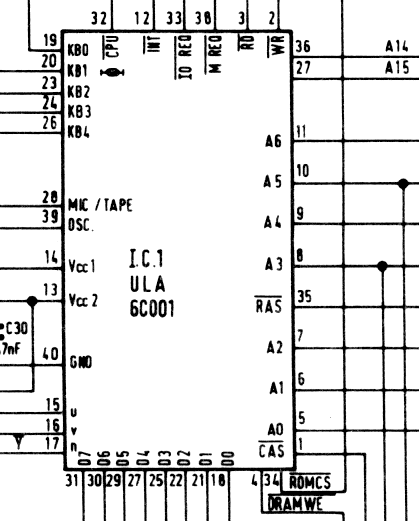 32 12 33 38 3 2
19 KB0
20 KB1
23 KB2
24 KB3
26 KB4
CPU INT IO REQ M REQ RD WR
36 A14
27 A15
A6 11
A5 10
A4 9
A3 8
RAS 35
A2 7
A1 6
A0 5
CAS 1
28 MIC / TAPE
39 OSC.
14 Vcc 1
13 Vcc 2
I.C.1
ULA
6C001
C30
7nF
40 GND
15 u
16 v
17 n
D7 D6 D5 D4 D3 D2 D1 D0
31 30 29 27 25 22 21 18 4 34 ROMCS
DRAMWE